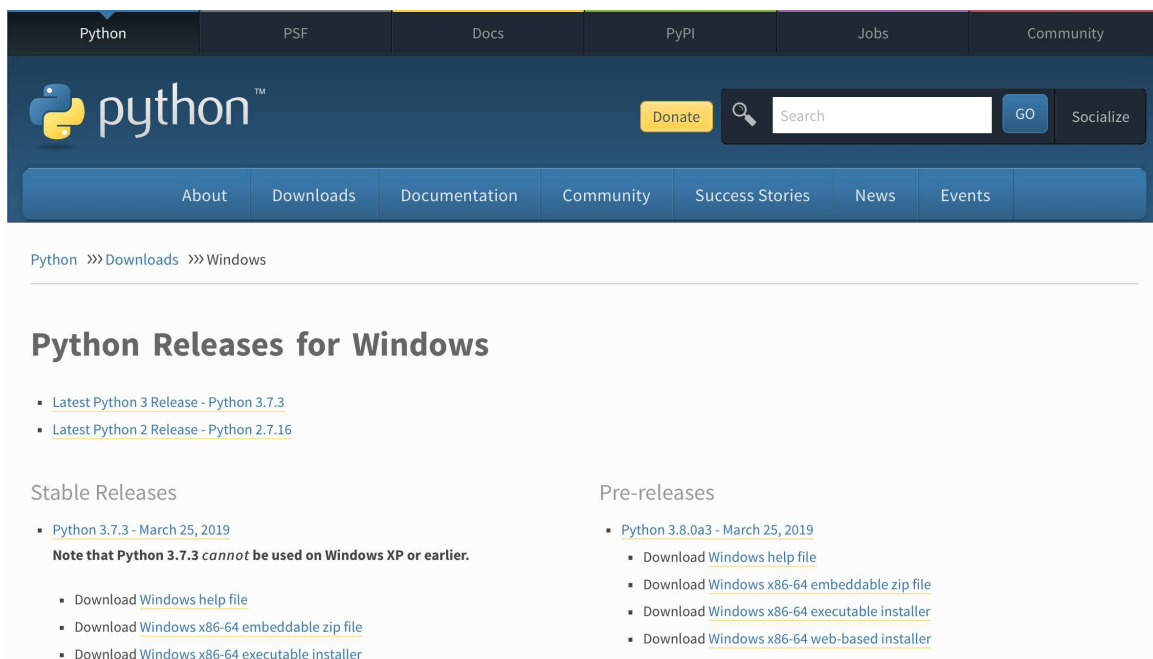 Python PSF Docs PyPI Jobs Community
python™
Donate Search GO Socialize
About Downloads Documentation Community Success Stories News Events
Python >>> Downloads >>> Windows
Python Releases for Windows
Latest Python 3 Release - Python 3.7.3
Latest Python 2 Release - Python 2.7.16
Stable Releases
Python 3.7.3 - March 25, 2019
Note that Python 3.7.3 cannot be used on Windows XP or earlier.
Download Windows help file
Download Windows x86-64 embeddable zip file
Download Windows x86-64 executable installer
Pre-releases
Python 3.8.0a3 - March 25, 2019
Download Windows help file
Download Windows x86-64 embeddable zip file
Download Windows x86-64 executable installer
Download Windows x86-64 web-based installer